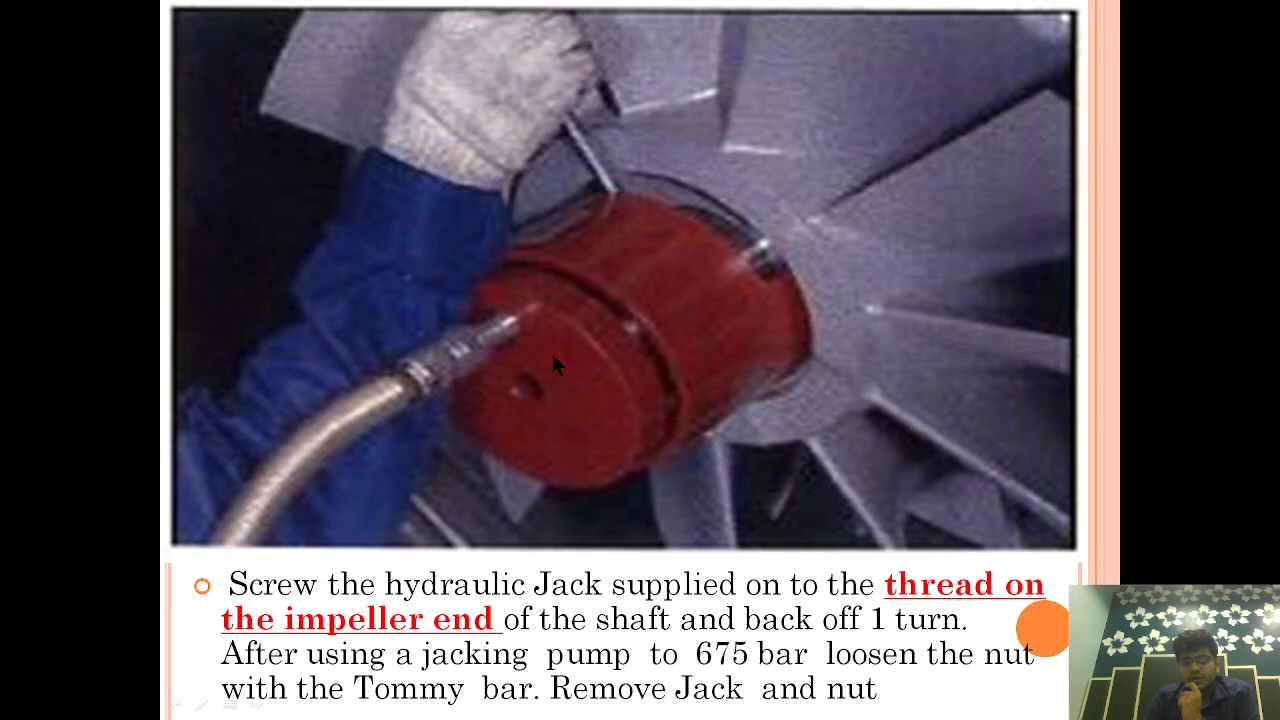 Screw the hydraulic Jack supplied on to the thread on
the impeller end of the shaft and back off 1 turn.
After using a jacking pump to 675 bar loosen the nut
with the Tommy bar. Remove Jack and nut